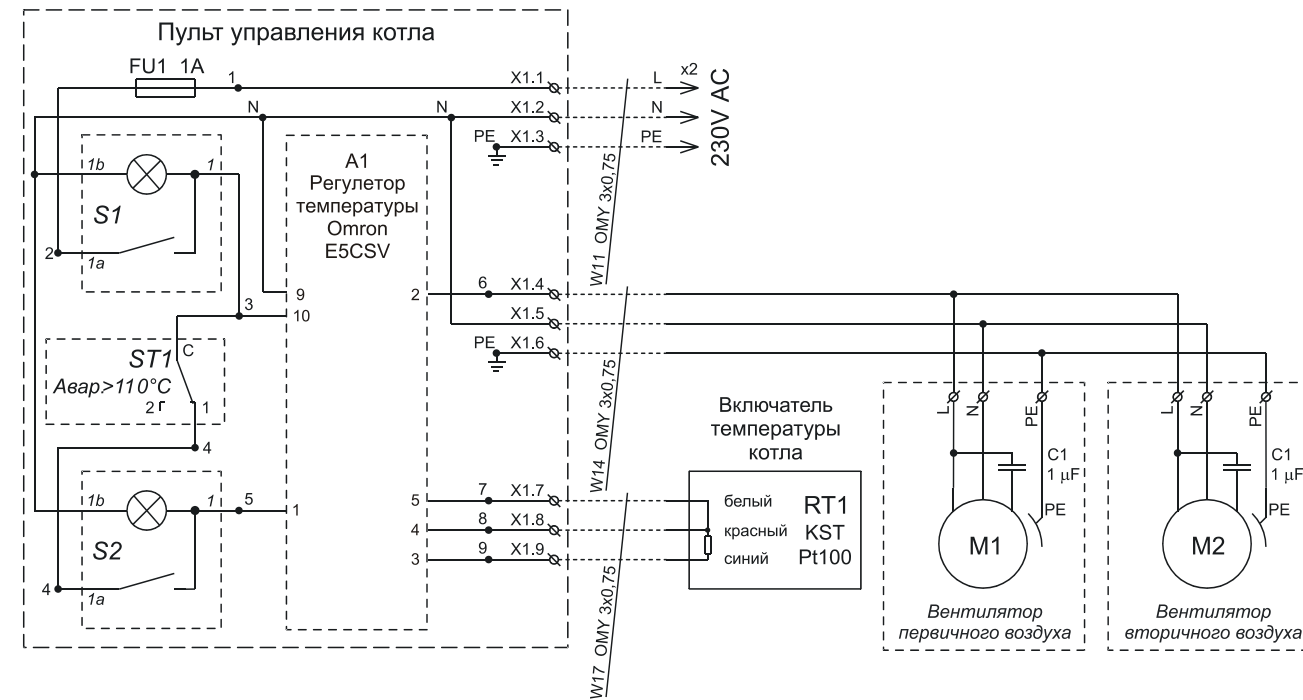 Пульт управления котла
FU1 1A
1
X1.1
L
x2
N
N
X1.2
N
230V AC
PE
X1.3
PE
1b
1
S1
2
1a
A1
Регулетор
температуры
Omron
E5CSV
W11 OMY 3x0,75
9
2
6
X1.4
3
10
X1.5
PE
X1.6
ST1
C
Авар.>110°C
2
1
4
W14 OMY 3x0,75
Включатель
температуры
котла
L
N
PE
C1
1 µF
PE
M1
Вентилятор
первичного воздуха
L
N
PE
C1
1 µF
PE
M2
Вентилятор
вторичного воздуха
1b
1
5
1
S2
4
1a
5
7
X1.7
4
8
X1.8
3
9
X1.9
белый
RT1
красный
KST
синий
Pt100
W17 OMY 3x0,75